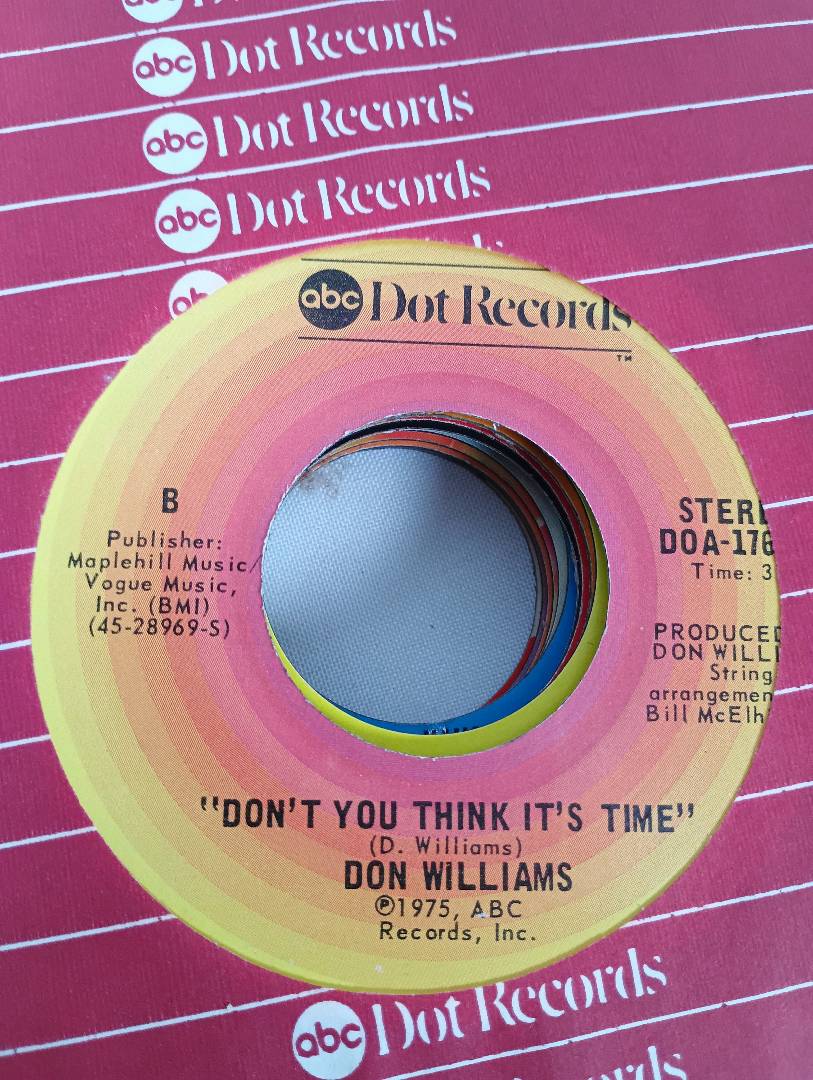 abc Dot Records
abc Dot Records
abc Dot Records
abc
abc Dot Records
TM
B
Publisher:
Maplehill Music/
Vogue Music,
Inc. (BMI)
(45-28969-S)
STERE
DOA-176
Time: 3
PRODUCED
DON WILLI
String
arrangemen
Bill McElh
"DON'T YOU THINK IT'S TIME"
(D. Williams)
DON WILLIAMS
Ⓟ1975, ABC
Records, Inc.
abc Dot Records
Records